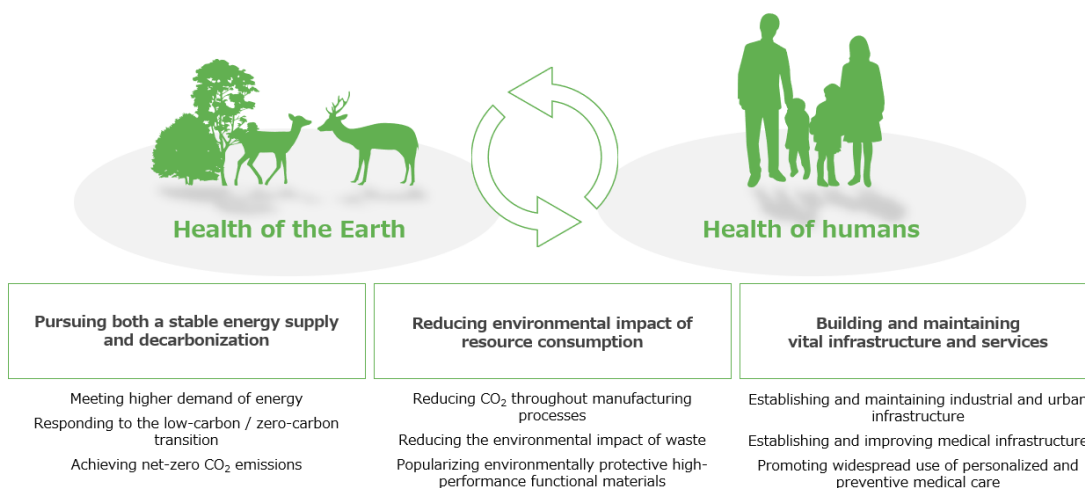 Health of the Earth
Health of humans
Pursuing both a stable energy supply
and decarbonization
Meeting higher demand of energy
Responding to the low-carbon / zero-carbon
transition
Achieving net-zero CO₂ emissions
Reducing environmental impact of
resource consumption
Reducing CO₂ throughout manufacturing
processes
Reducing the environmental impact of waste
Popularizing environmentally protective high-
performance functional materials
Building and maintaining
vital infrastructure and services
Establishing and maintaining industrial and urban
infrastructure
Establishing and improving medical infrastructure
Promoting widespread use of personalized and
preventive medical care